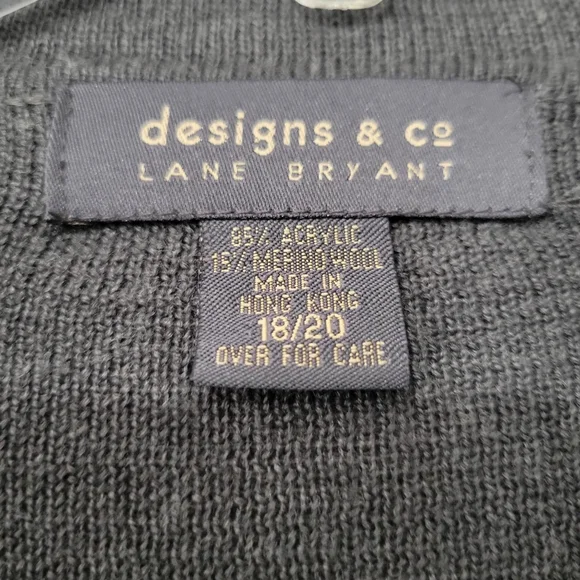 designs & co
LANE BRYANT
85% ACRYLIC
15% MERINO WOOL
MADE IN
HONG KONG
18/20
OVER FOR CARE